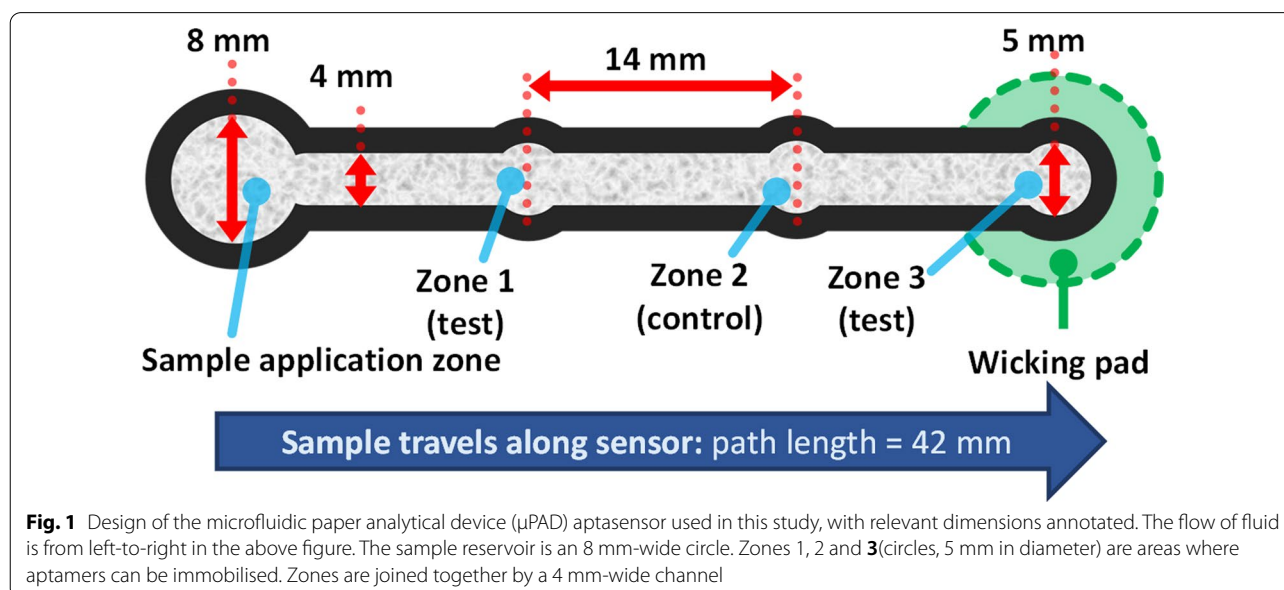 8 mm
4 mm
14 mm
5 mm
Zone 1
(test)
Zone 2
(control)
Zone 3
(test)
Sample application zone
Wicking pad
Sample travels along sensor: path length = 42 mm
Fig. 1 Design of the microfluidic paper analytical device (µPAD) aptasensor used in this study, with relevant dimensions annotated. The flow of fluid
is from left-to-right in the above figure. The sample reservoir is an 8 mm-wide circle. Zones 1, 2 and 3(circles, 5 mm in diameter) are areas where
aptamers can be immobilised. Zones are joined together by a 4 mm-wide channel